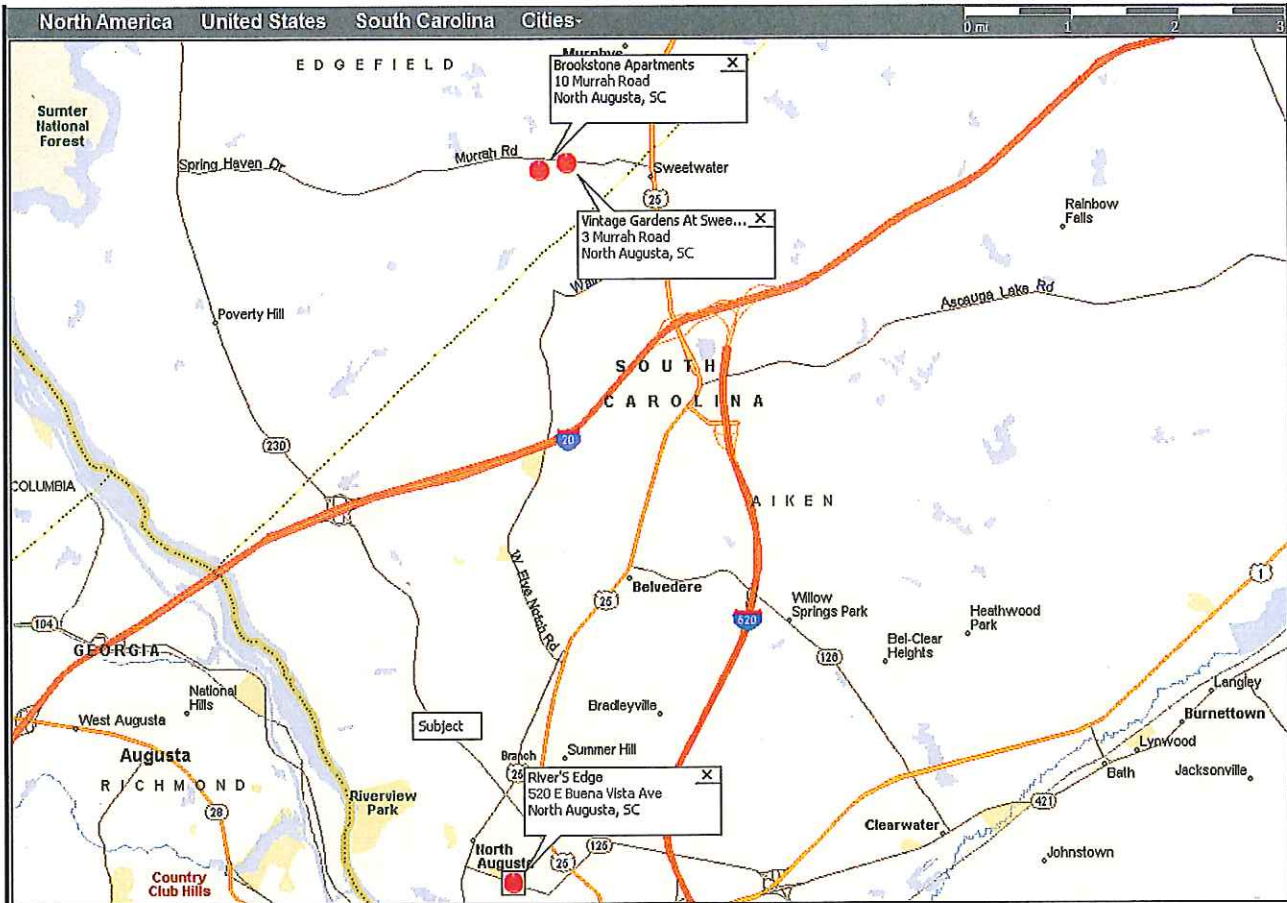 North America United States South Carolina Cities-
0 mi 1 2 3
EDGEFIELD
Murphys
Brookstone Apartments X
10 Murrah Road
North Augusta, SC
Sumter
National
Forest
Spring Haven Dr
Murrah Rd
Sweetwater
25
Vintage Gardens At Swee... X
3 Murrah Road
North Augusta, SC
Rainbow
Falls
Ascauga Lake Rd
Poverty Hill
SOUTH
CAROLINA
20
230
COLUMBIA
AIKEN
W Five Notch Rd
Belvedere
25
1
Willow
Springs Park
Heathwood
Park
620
104
GEORGIA
126
Bel-Clear
Heights
National
Hills
Langley
West Augusta
Subject
Bradleyville
Burnettown
Augusta
Branch
Summer Hill
Lynwood
RICHMOND
25
River'S Edge X
520 E Buena Vista Ave
North Augusta, SC
Bath
Jacksonville
Riverview
Park
28
421
Clearwater
North
Augusta
125
25
Johnstown
Country
Club Hills